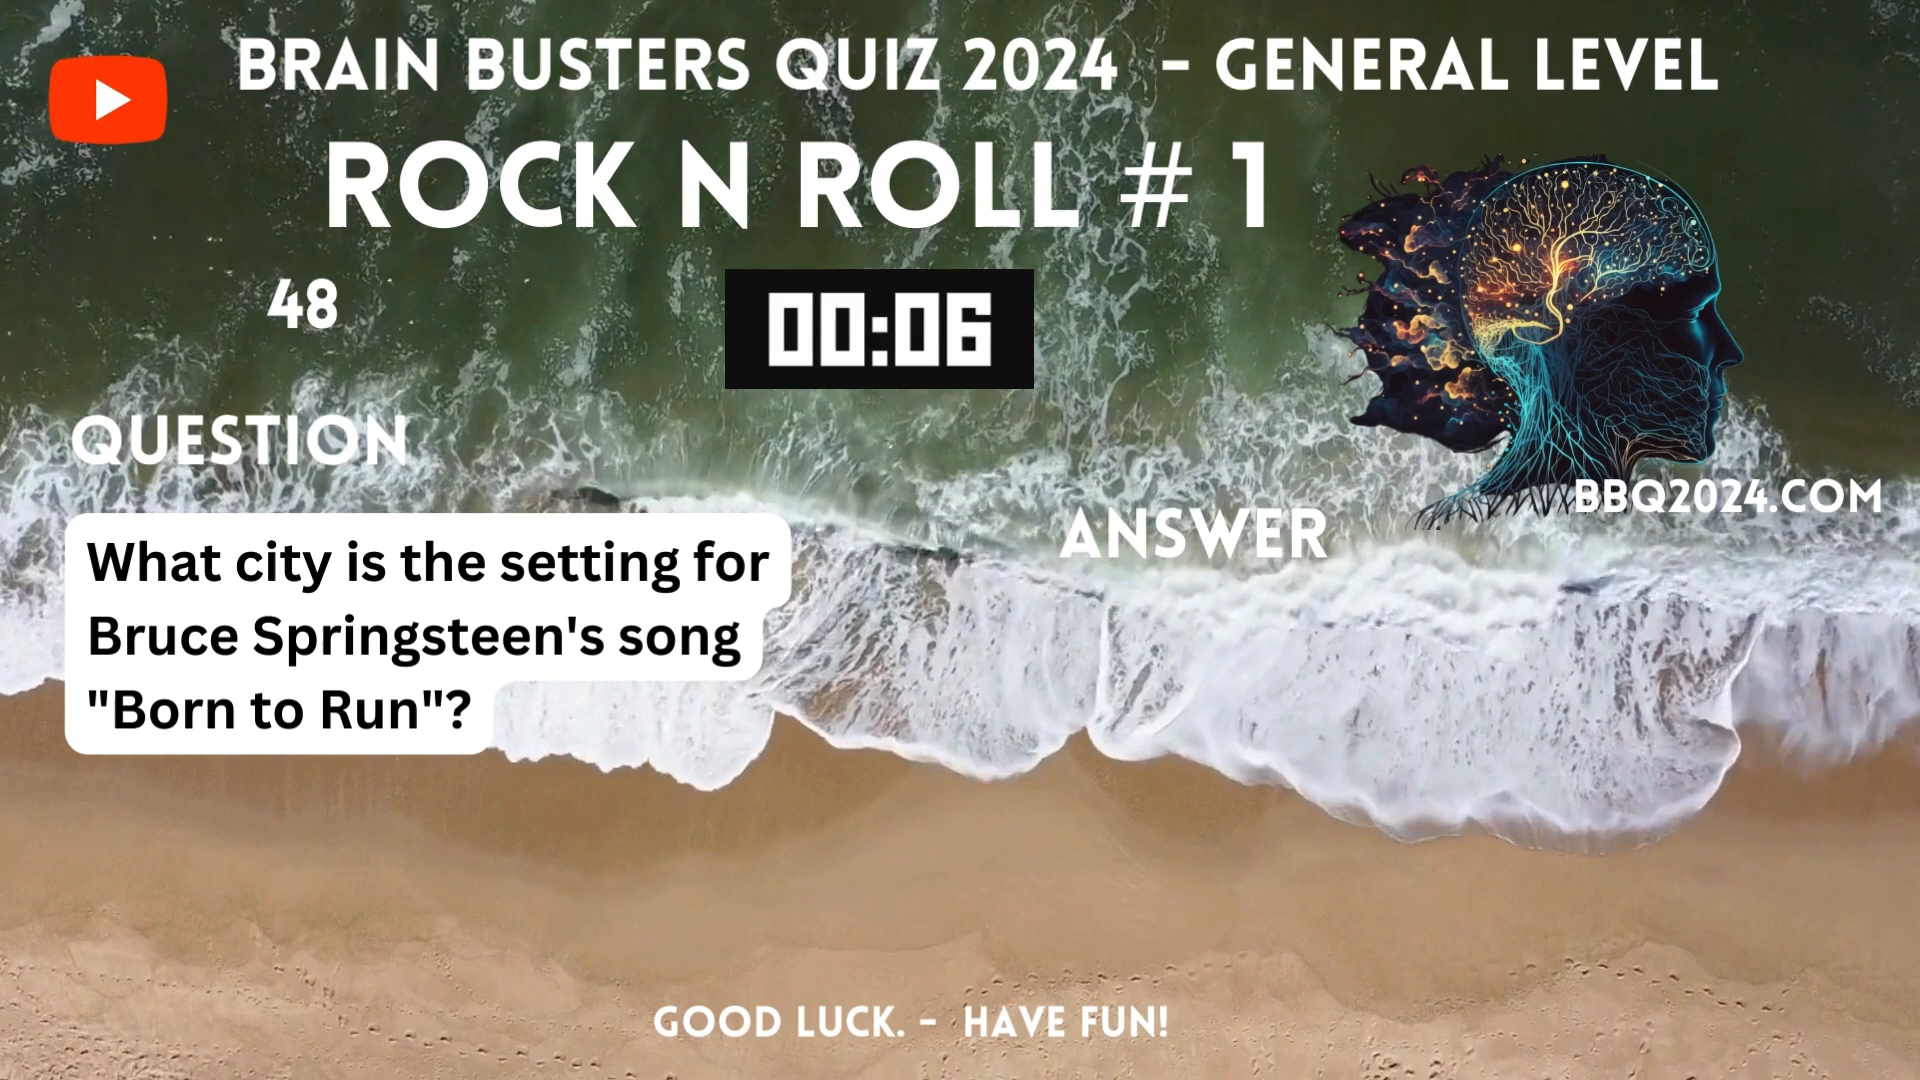 BRAIN BUSTERS QUIZ 2024 - GENERAL LEVEL
ROCK N ROLL # 1
48
00:06
QUESTION
BBQ2024.COM
ANSWER
What city is the setting for
Bruce Springsteen's song
"Born to Run"?
GOOD LUCK. - HAVE FUN!